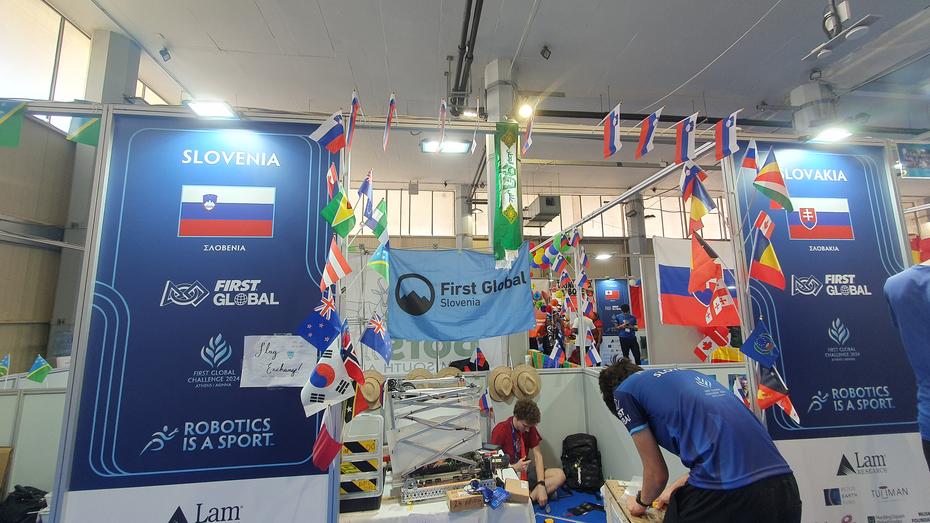 SLOVENIA
ΣΛΟΒΕΝΙΑ
FIRST
GLOBAL
FIRST GLOBAL
CHALLENGE 2024
ATHENS / ΑΘΗΝΑ
Flag
Exchange!
ROBOTICS
IS A SPORT.
Lam
First Global
Slovenia
SLOVAKIA
ΣΛΟΒΑΚΙΑ
FIRST
GLOBAL
FIRST GLOBAL
CHALLENGE 2024
ATHENS / ΑΘΗΝΑ
ROBOTICS
IS A SPORT.
Lam
RESEARCH
TULIMAN